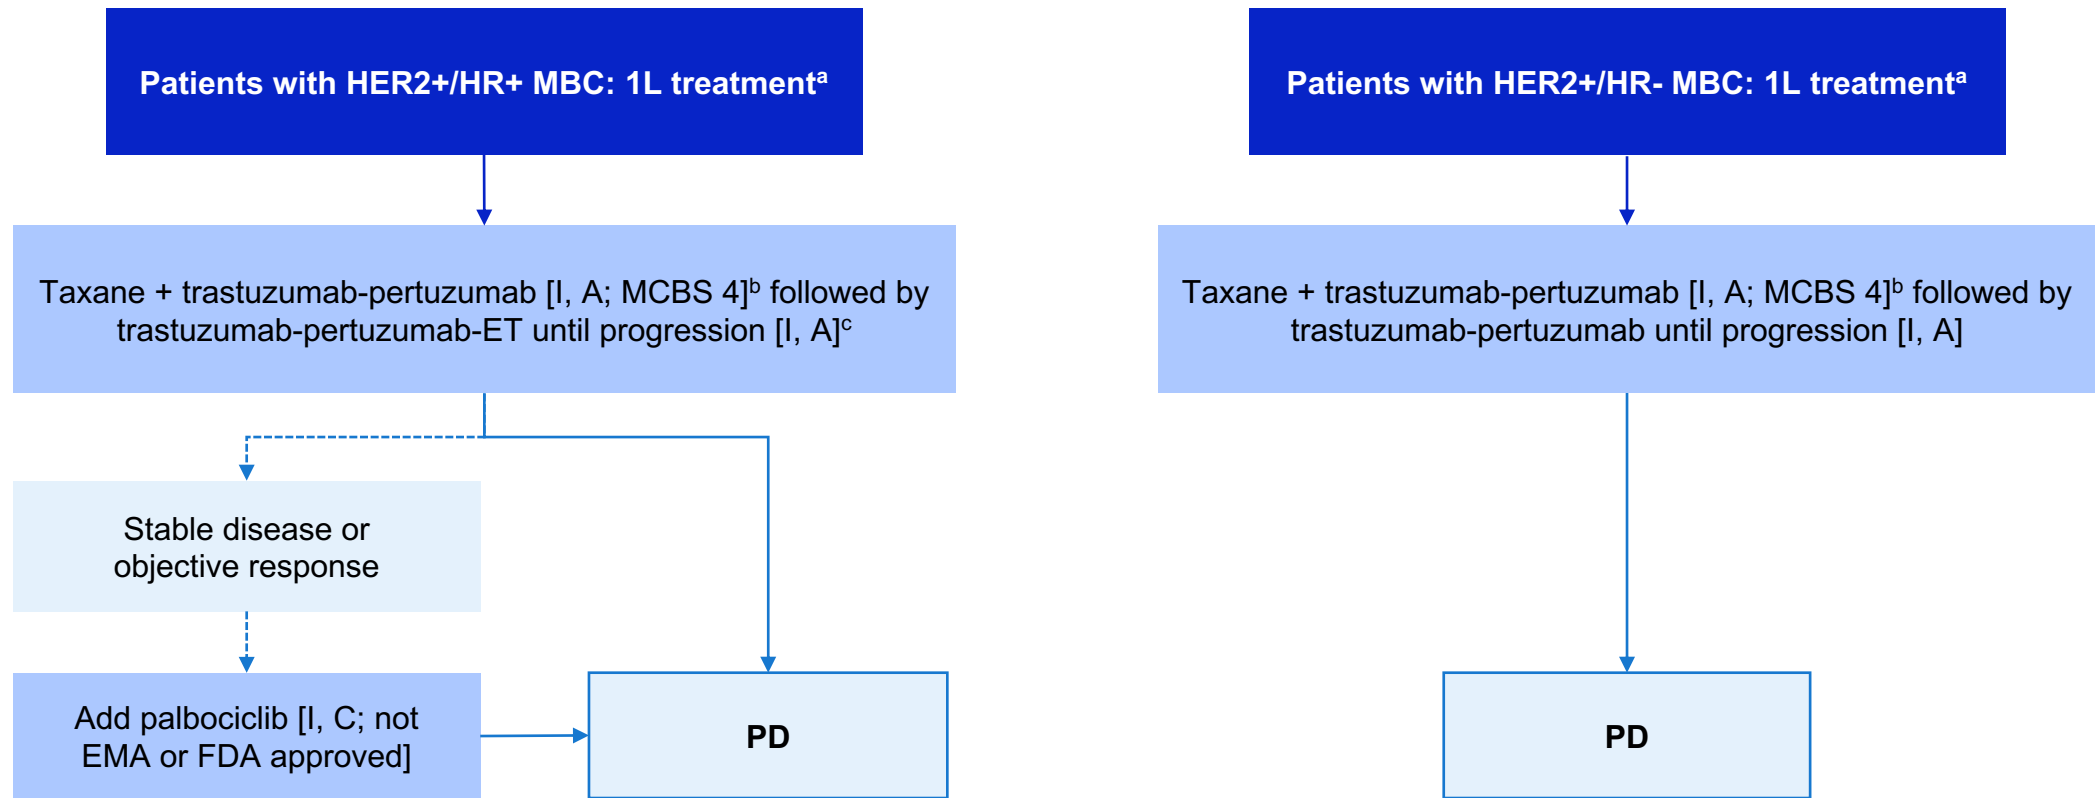 Patients with HER2+/HR+ MBC: 1L treatmentᵃ
Taxane + trastuzumab-pertuzumab [I, A; MCBS 4]ᵇ followed by
trastuzumab-pertuzumab-ET until progression [I, A]ᶜ
Stable disease or
objective response
Add palbociclib [I, C; not
EMA or FDA approved]
PD
Patients with HER2+/HR- MBC: 1L treatmentᵃ
Taxane + trastuzumab-pertuzumab [I, A; MCBS 4]ᵇ followed by
trastuzumab-pertuzumab until progression [I, A]
PD